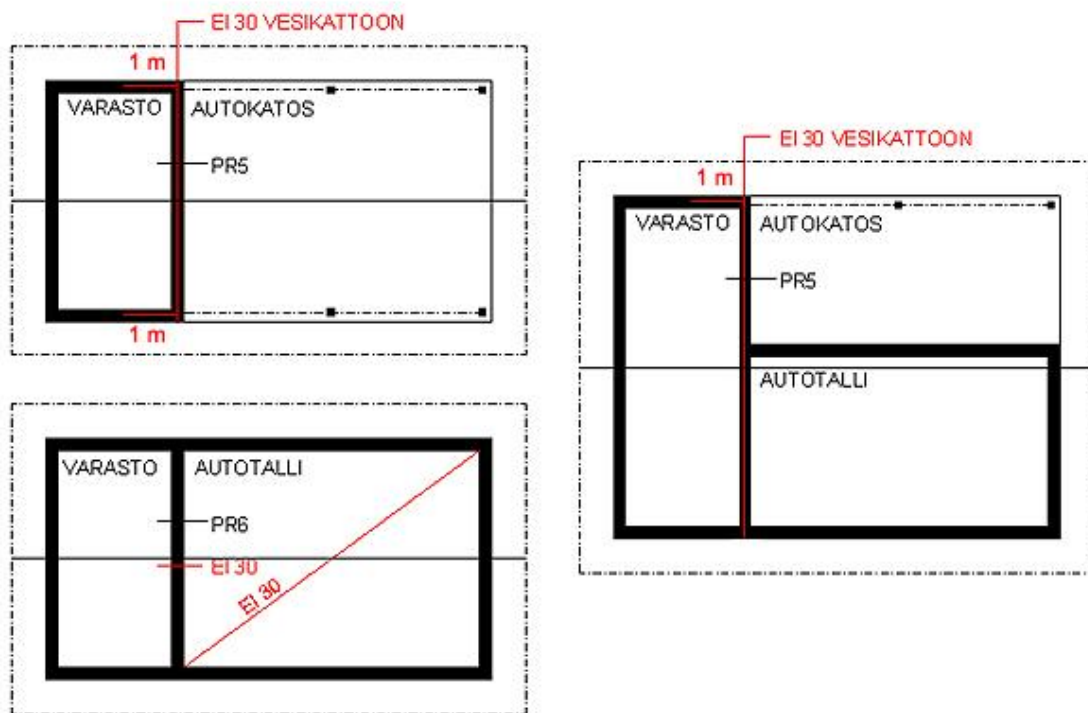 EI 30 VESIKATTOON
1 m
VARASTO
AUTOKATOS
PR5
1 m
VARASTO
AUTOTALLI
PR6
EI 30
EI 30
EI 30 VESIKATTOON
1 m
VARASTO
AUTOKATOS
PR5
AUTOTALLI